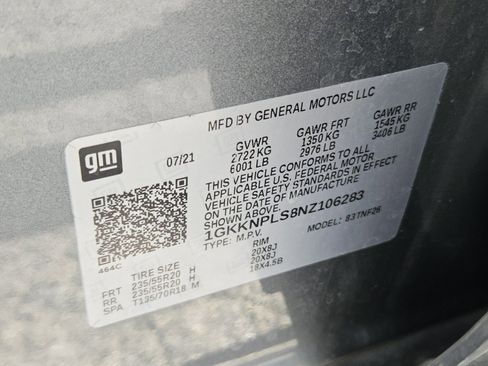 MFD BY GENERAL MOTORS LLC
gm
07/21
GVWR GAWR FRT GAWR RR
2722 KG 1350 KG 1545 KG
6001 LB 2976 LB 3406 LB
THIS VEHICLE CONFORMS TO ALL
APPLICABLE U.S. FEDERAL MOTOR
VEHICLE SAFETY STANDARDS IN EFFECT
ON THE DATE OF MANUFACTURE
SHOWN ABOVE.
1GKKNPLS8NZ106283
TYPE: M.P.V. MODEL: 83TNF26
464C
TIRE SIZE RIM
FRT 235/55R20 H 20X8J
RR 235/55R20 H 20X8J
SPA T135/70R18 M 18X4.5B